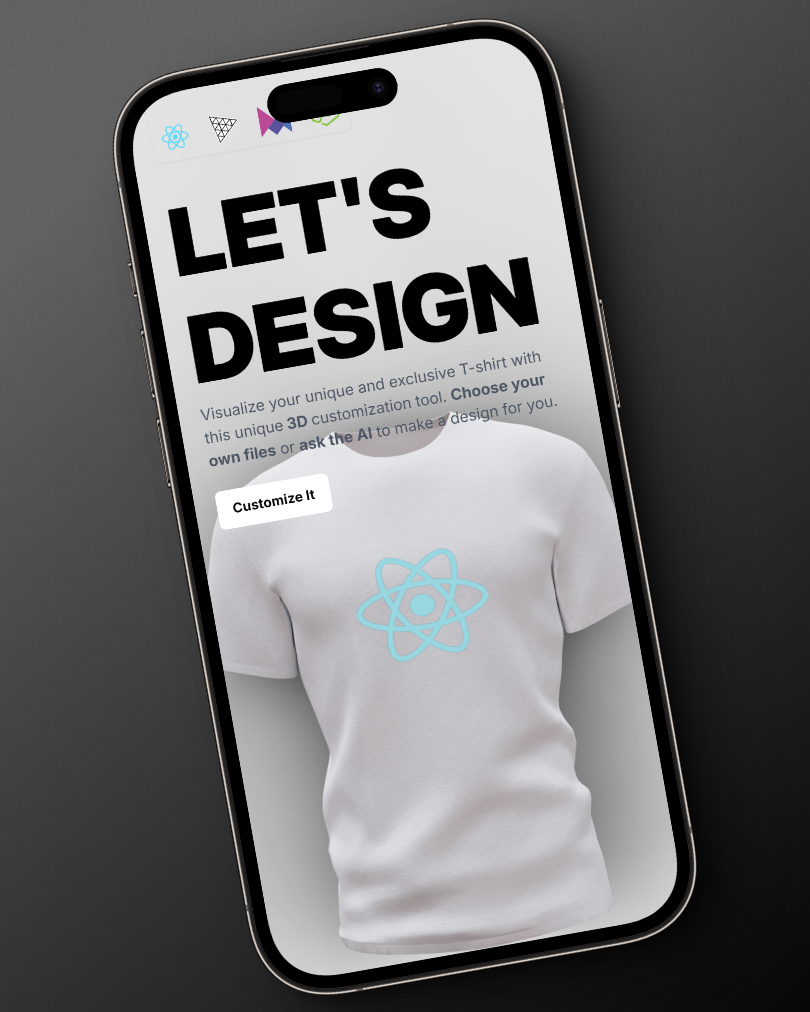 LET'S
DESIGN
Visualize your unique and exclusive T-shirt with
this unique 3D customization tool. Choose your
own files or ask the AI to make a design for you.
Customize It